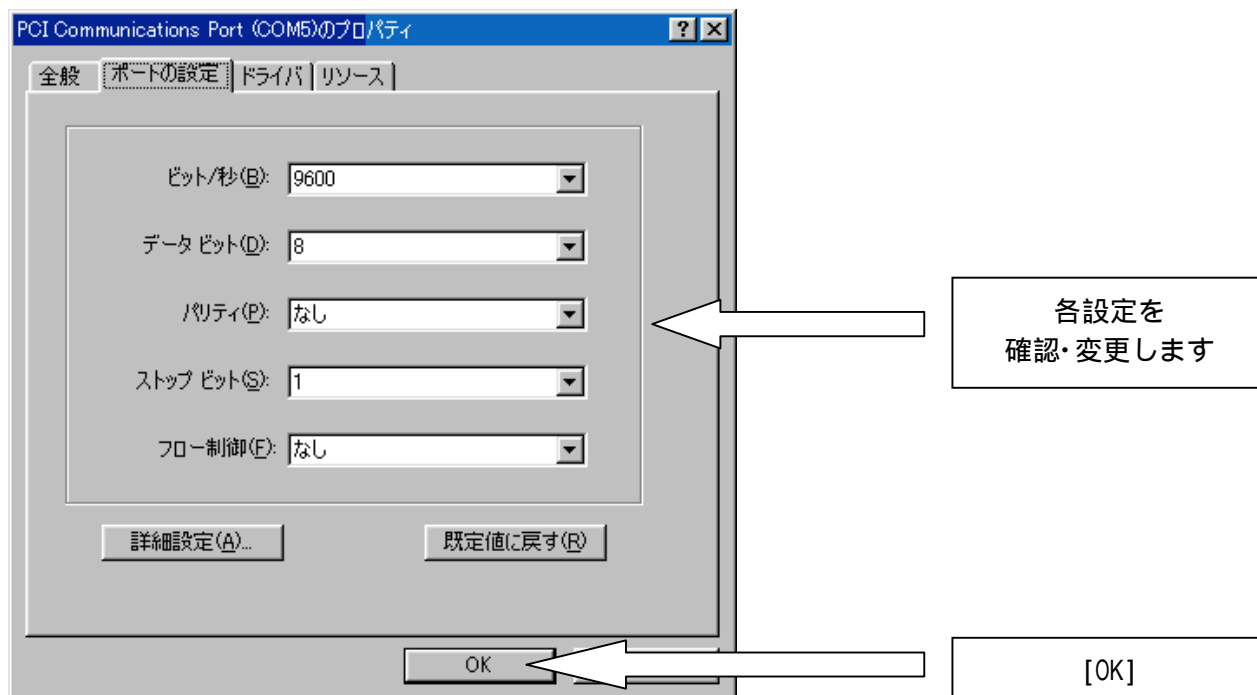 PCI Communications Port (COM5)のプロパティ
全般 ポートの設定 ドライバ リソース
ビット/秒(B): 9600
データ ビット(D): 8
パリティ(P): なし
ストップ ビット(S): 1
フロー制御(F): なし
詳細設定(A)... 既定値に戻す(R)
OK
各設定を
確認・変更します
[OK]